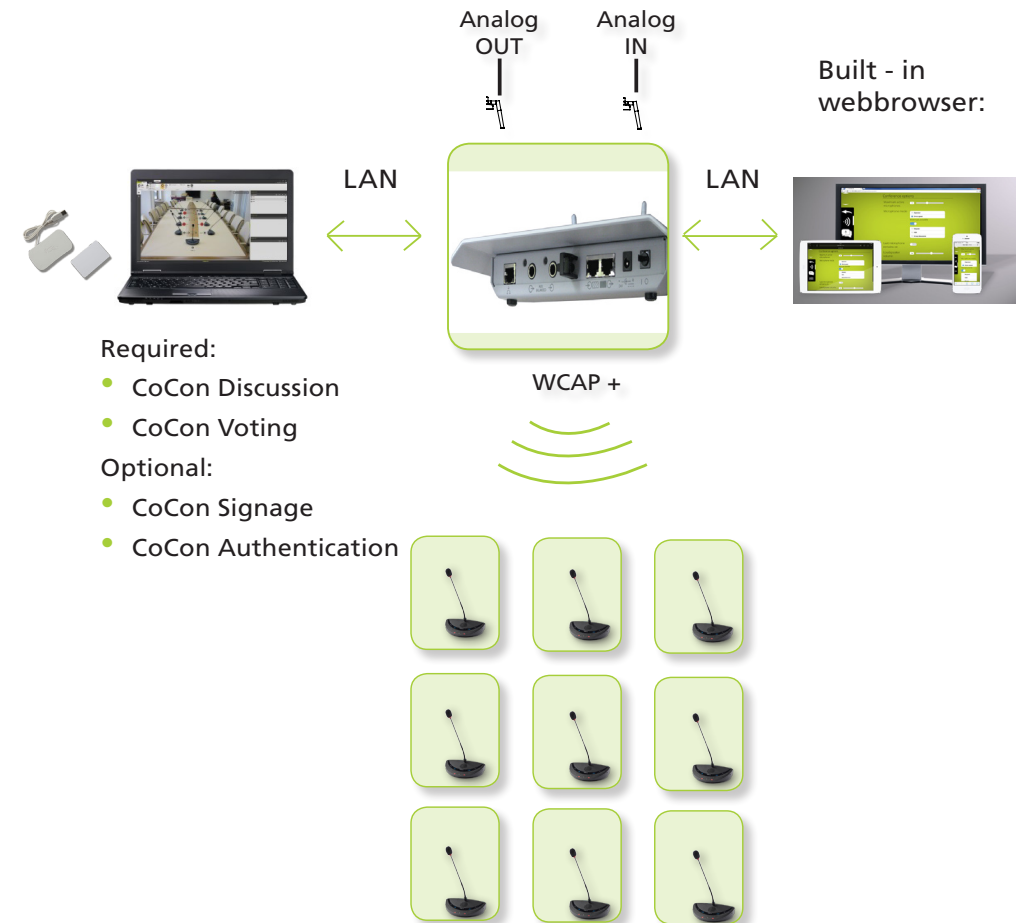 Analog
OUT
Analog
IN
Built - in
webbrowser:
LAN
LAN
Required:
• CoCon Discussion
• CoCon Voting
Optional:
• CoCon Signage
• CoCon Authentication
WCAP +